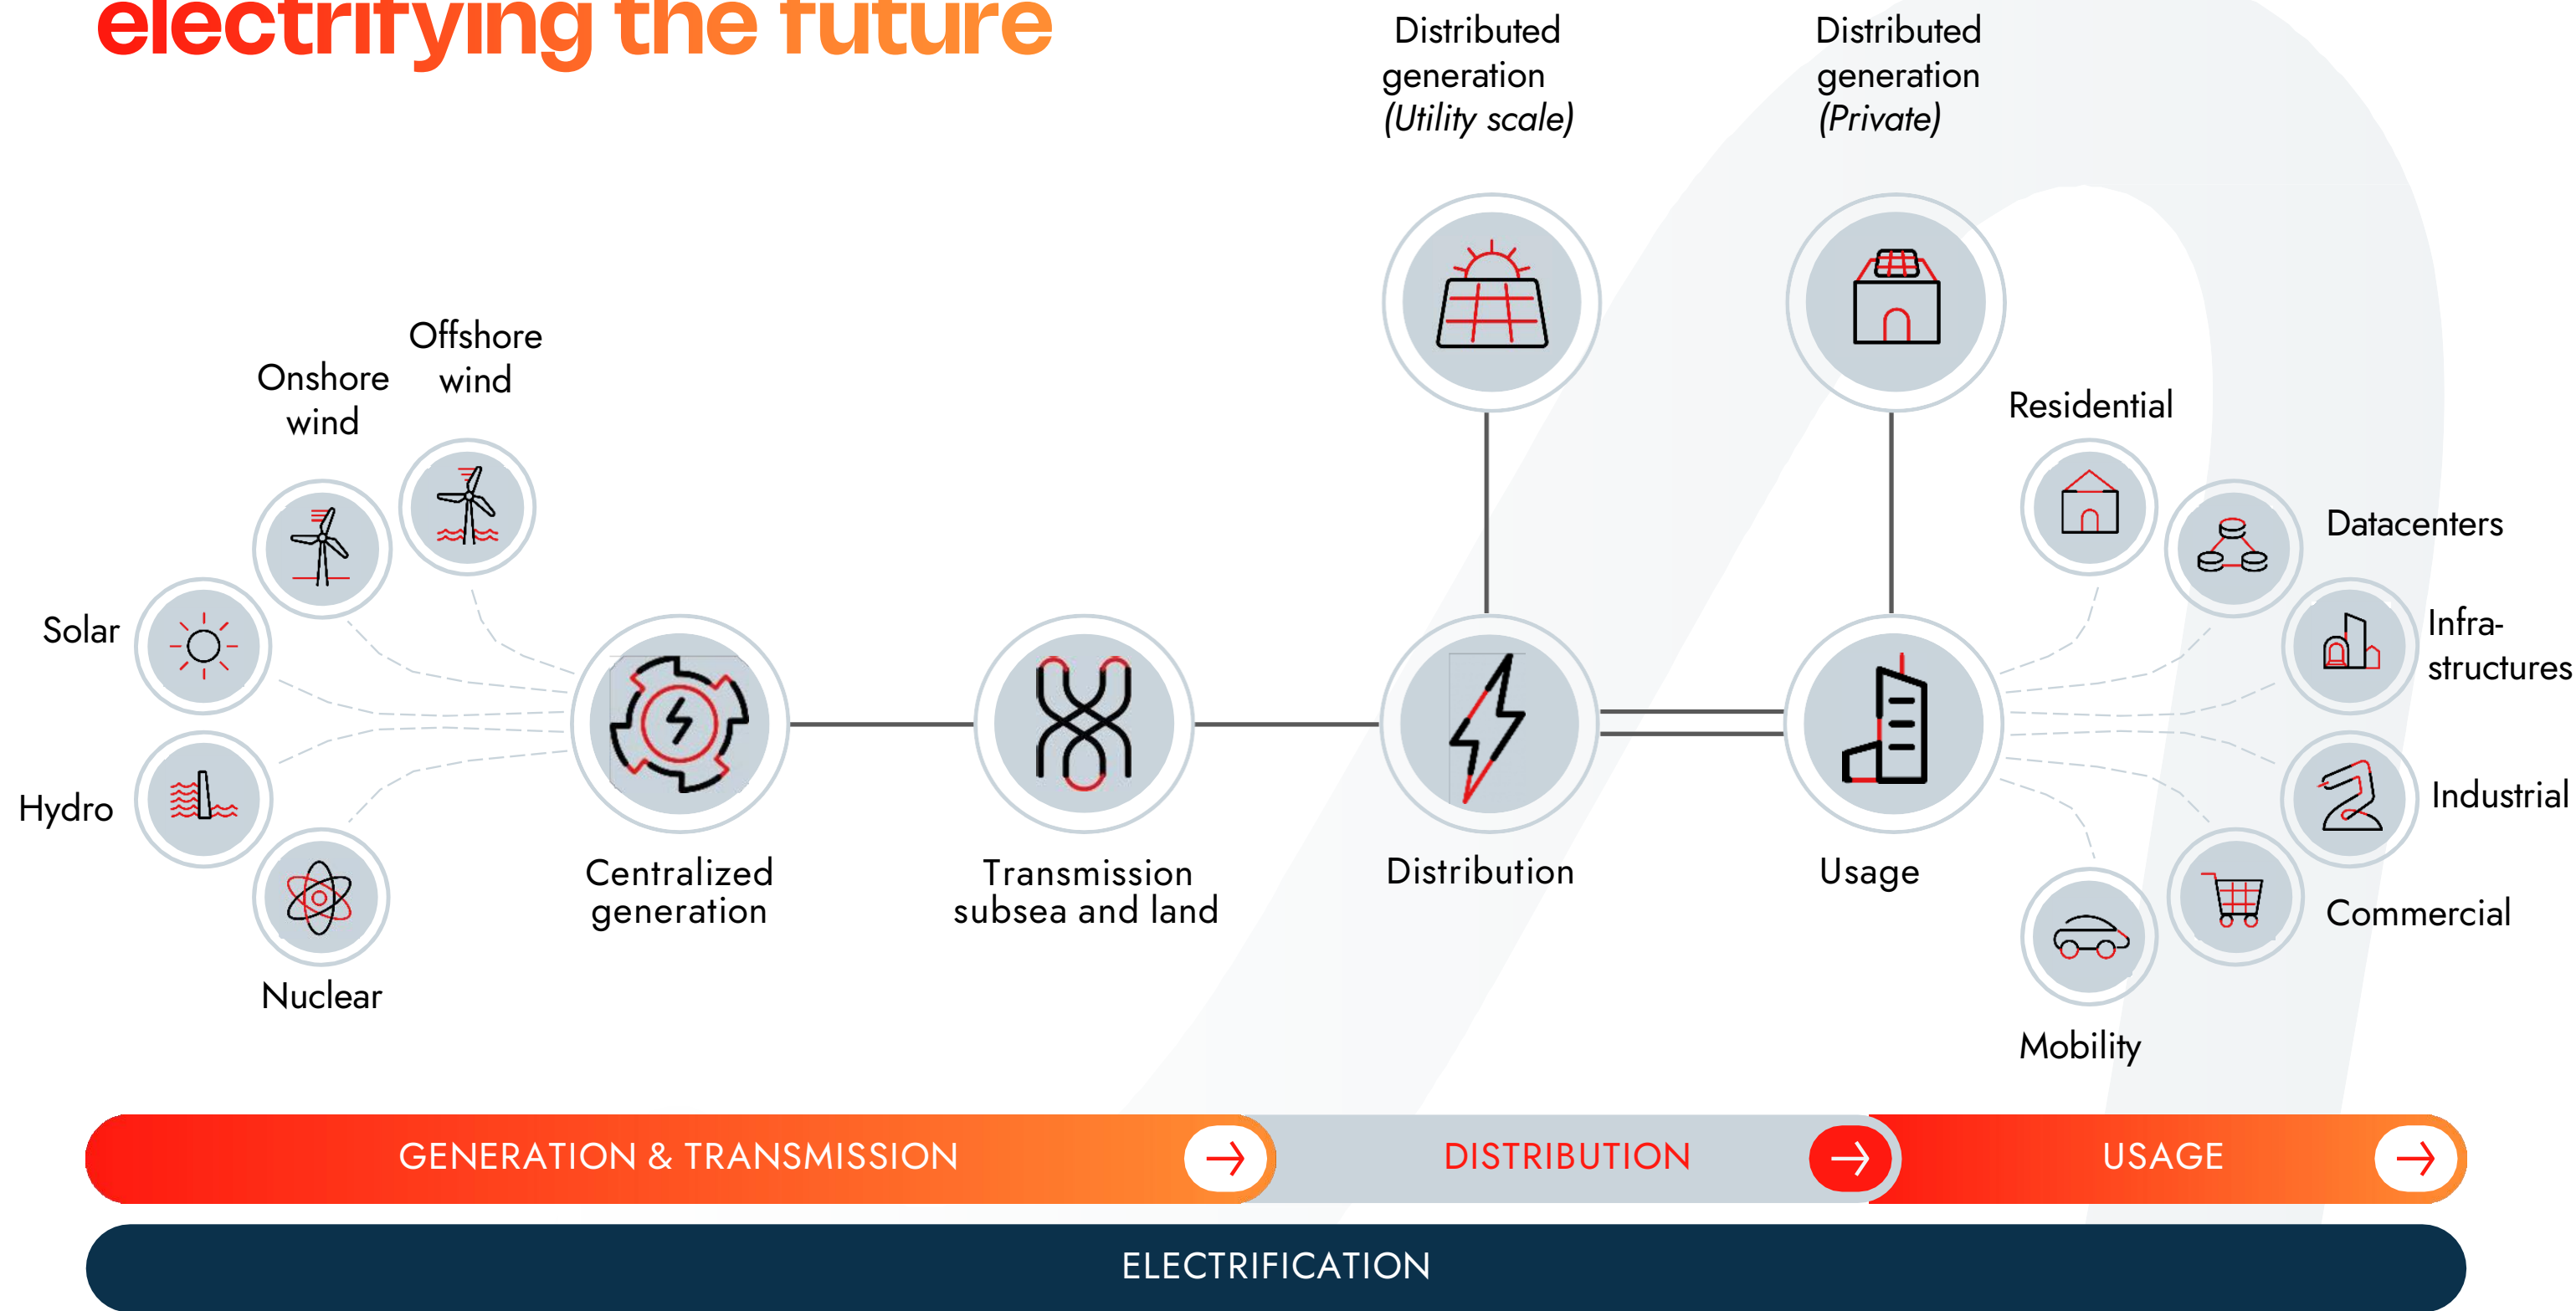 electrifying the future
Distributed
generation
(Utility scale)
Distributed
generation
(Private)
Offshore
wind
Onshore
wind
Solar
Hydro
Nuclear
Residential
Datacenters
Infra-
structures
Industrial
Commercial
Mobility
Centralized
generation
Transmission
subsea and land
Distribution
Usage
GENERATION & TRANSMISSION
DISTRIBUTION
USAGE
ELECTRIFICATION